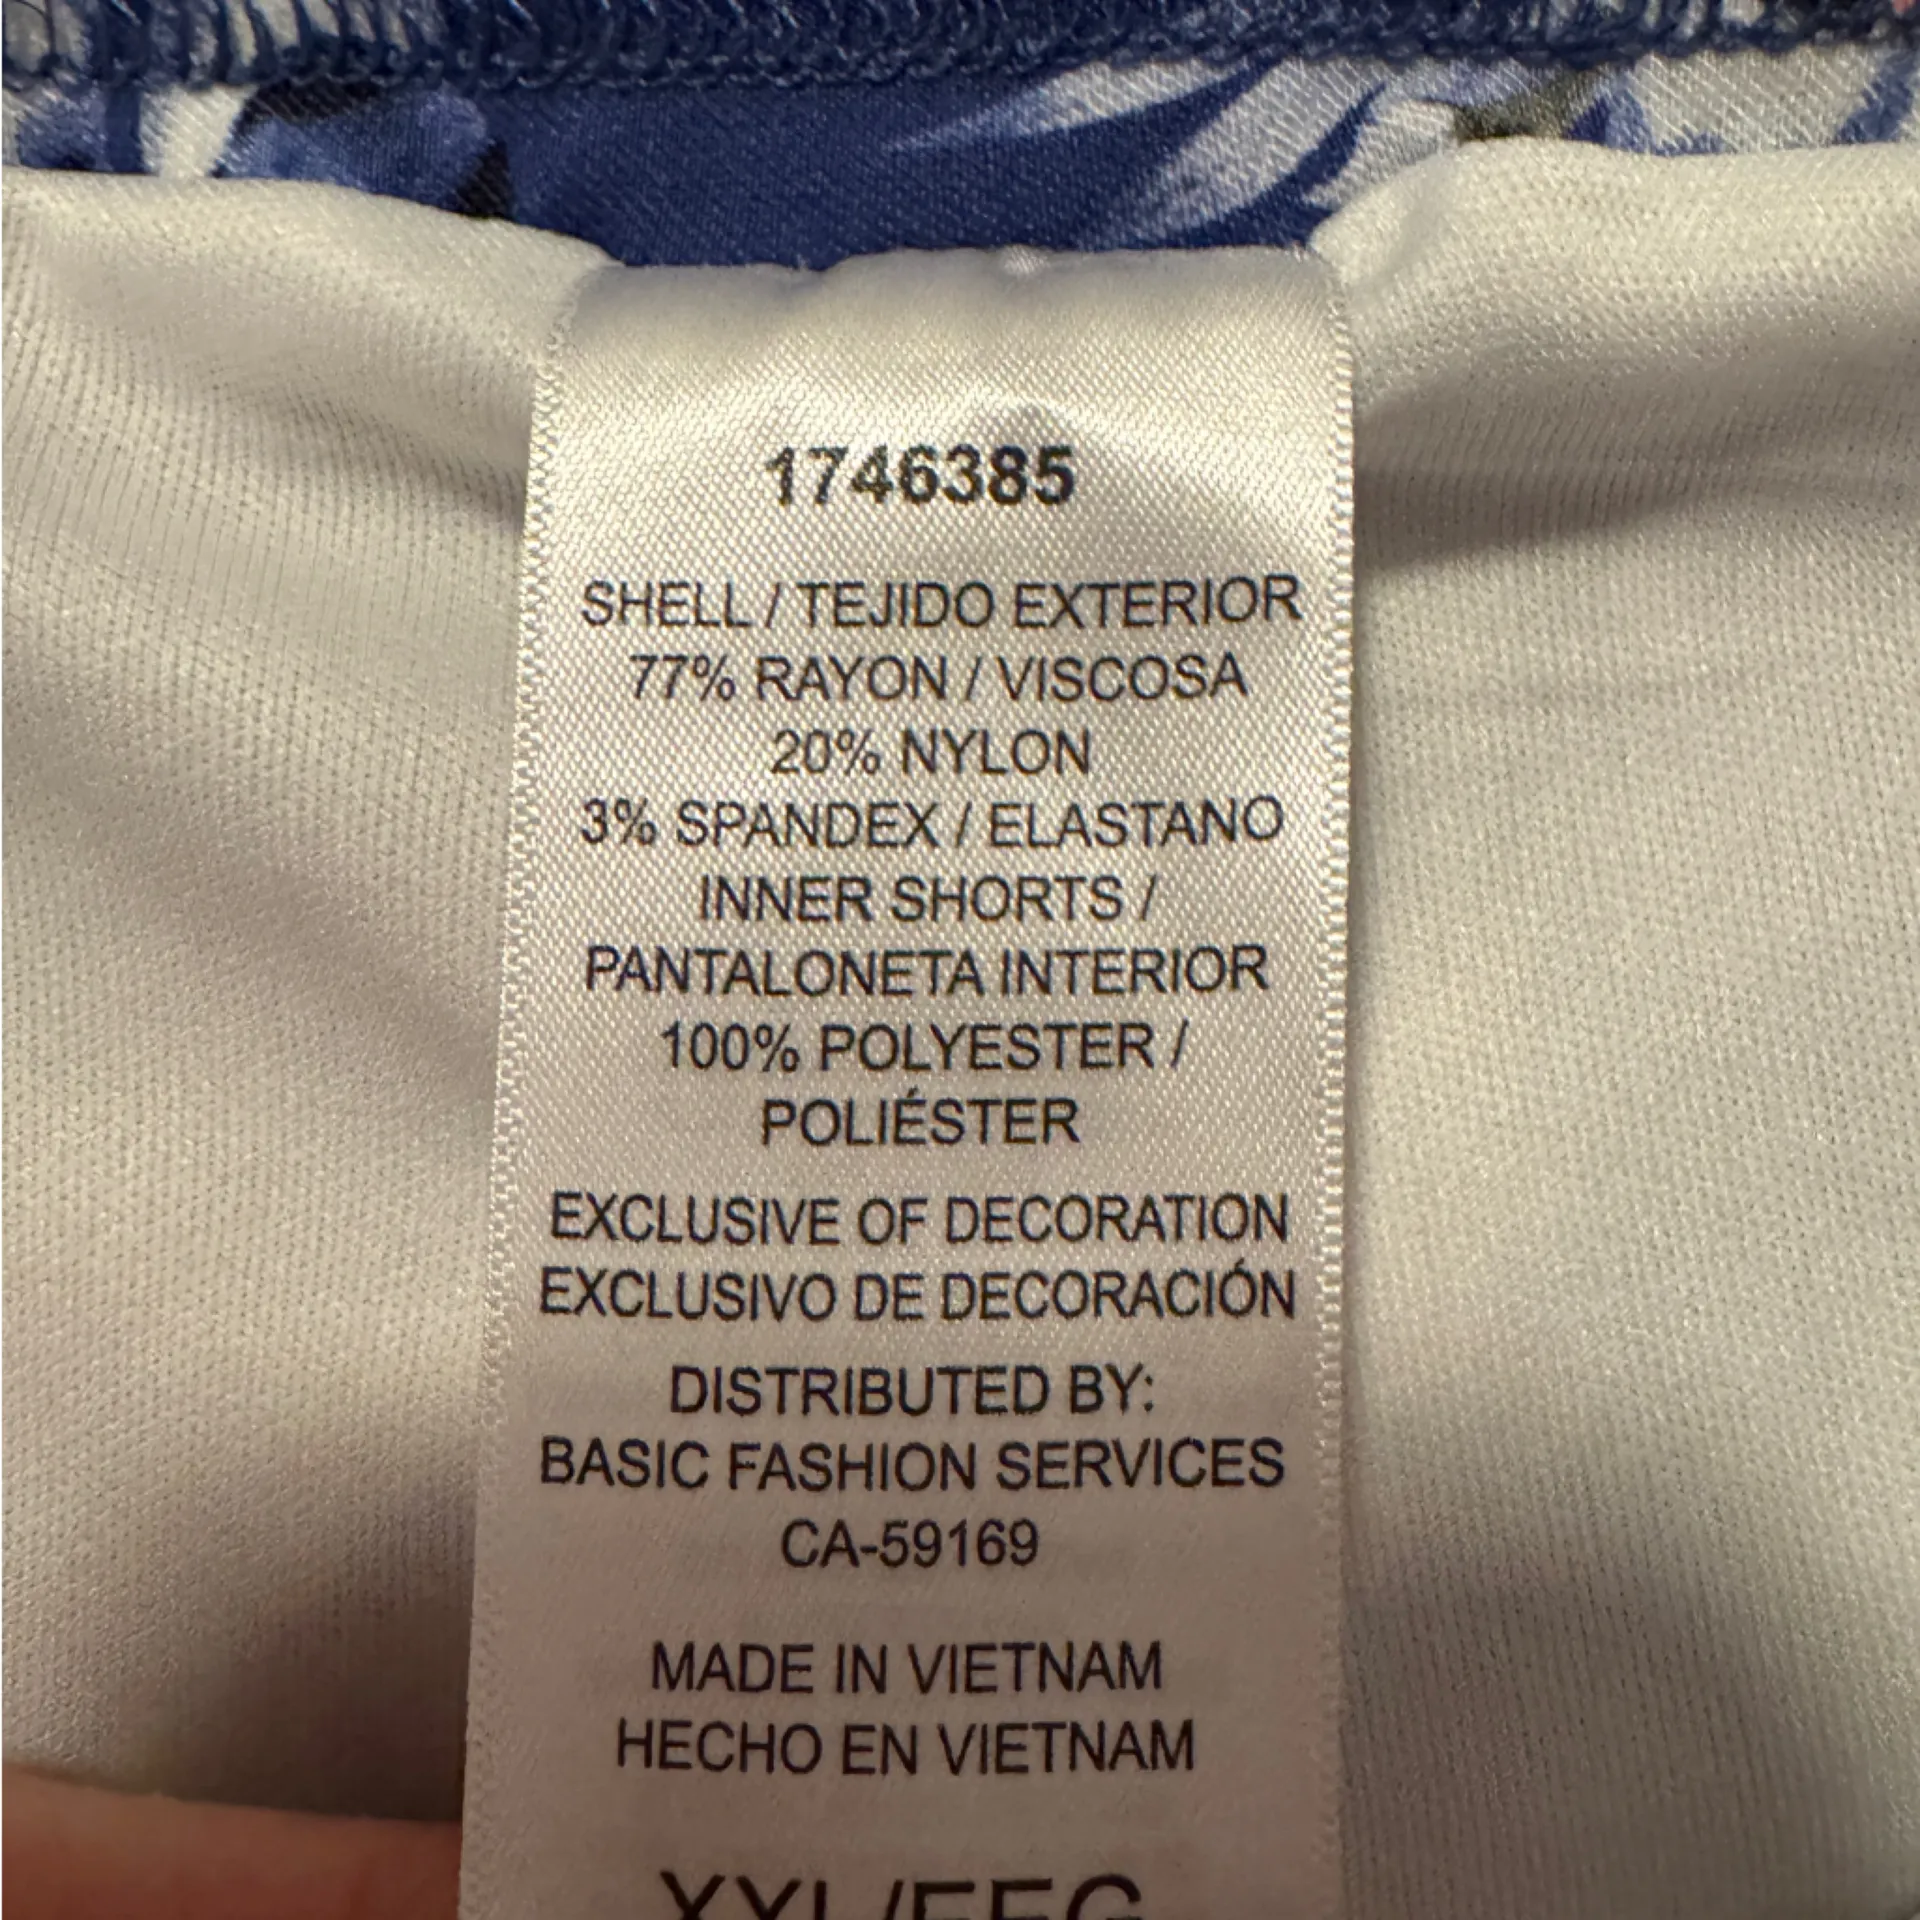 1746385
SHELL / TEJIDO EXTERIOR
77% RAYON / VISCOSA
20% NYLON
3% SPANDEX / ELASTANO
INNER SHORTS /
PANTALONETA INTERIOR
100% POLYESTER /
POLIÉSTER
EXCLUSIVE OF DECORATION
EXCLUSIVO DE DECORACIÓN
DISTRIBUTED BY:
BASIC FASHION SERVICES
CA-59169
MADE IN VIETNAM
HECHO EN VIETNAM
XXL/EEG